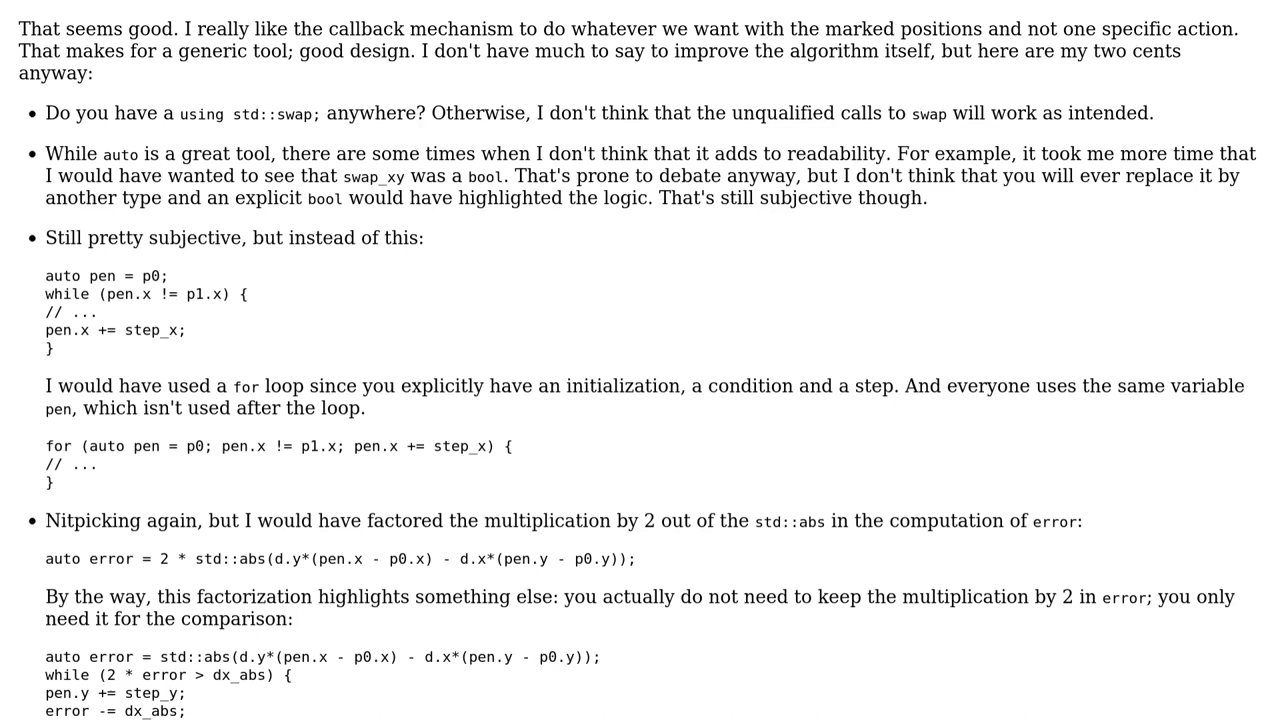 That seems good. I really like the callback mechanism to do whatever we want with the marked positions and not one specific action.
That makes for a generic tool; good design. I don't have much to say to improve the algorithm itself, but here are my two cents
anyway:
• Do you have a using std::swap; anywhere? Otherwise, I don't think that the unqualified calls to swap will work as intended.
• While auto is a great tool, there are some times when I don't think that it adds to readability. For example, it took me more time that
I would have wanted to see that swap_xy was a bool. That's prone to debate anyway, but I don't think that you will ever replace it by
another type and an explicit bool would have highlighted the logic. That's still subjective though.
• Still pretty subjective, but instead of this:
auto pen = p0;
while (pen.x != p1.x) {
// ...
pen.x += step_x;
}
I would have used a for loop since you explicitly have an initialization, a condition and a step. And everyone uses the same variable
pen, which isn't used after the loop.
for (auto pen = p0; pen.x != p1.x; pen.x += step_x) {
// ...
}
• Nitpicking again, but I would have factored the multiplication by 2 out of the std::abs in the computation of error:
auto error = 2 * std::abs(d.y*(pen.x - p0.x) - d.x*(pen.y - p0.y));
By the way, this factorization highlights something else: you actually do not need to keep the multiplication by 2 in error; you only
need it for the comparison:
auto error = std::abs(d.y*(pen.x - p0.x) - d.x*(pen.y - p0.y));
while (2 * error > dx_abs) {
pen.y += step_y;
error -= dx_abs;